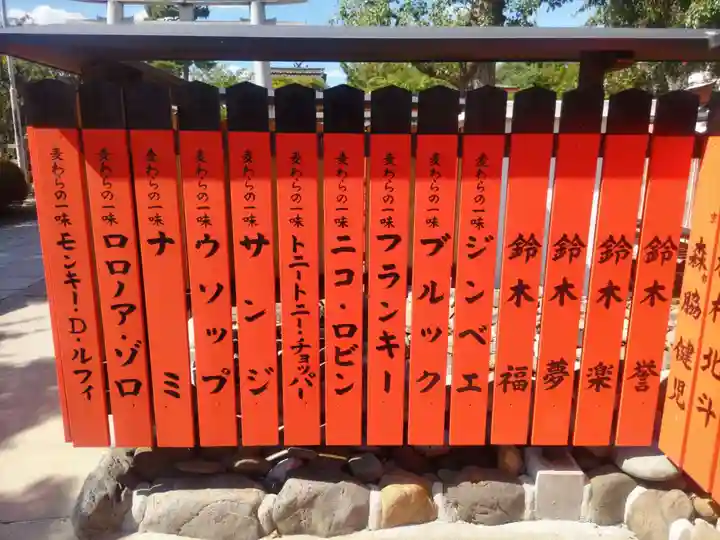 麦わらの一味 モンキー・D・ルフィ
麦わらの一味 ロロノア・ゾロ
麦わらの一味 ナミ
麦わらの一味 ウソップ
麦わらの一味 サンジ
麦わらの一味 トニートニー・チョッパー
麦わらの一味 ニコ・ロビン
麦わらの一味 フランキー
麦わらの一味 ブルック
麦わらの一味 ジンベエ
鈴木福
鈴木夢
鈴木楽
鈴木誉
森脇健児
北斗